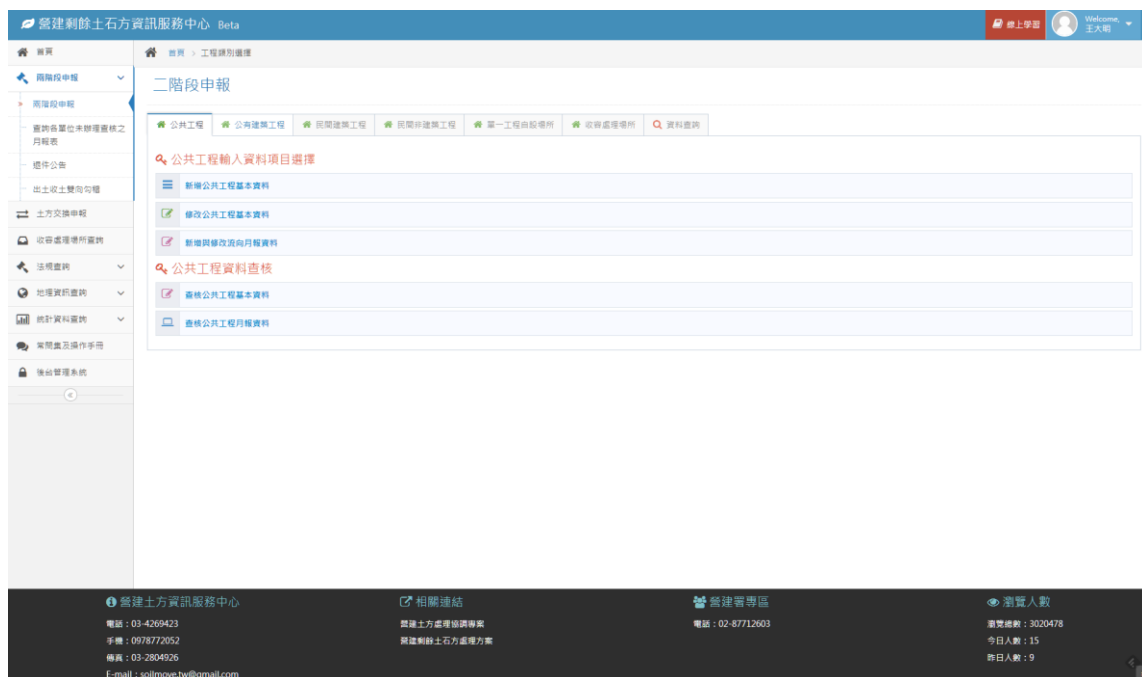 營建剩餘土石方資訊服務中心 Beta
線上學習
Welcome,
王大明
首頁
首頁 > 工程類別選擇
兩階段申報
兩階段申報
查詢各單位未辦理查核之
月報表
退件公告
出土收土雙向勾稽
土方交換申報
收容處理場所查詢
法規查詢
地理資訊查詢
統計資料查詢
常問集及操作手冊
後台管理系統
二階段申報
公共工程
公有建築工程
民間建築工程
民間非建築工程
單一工程自設場所
收容處理場所
資料查詢
公共工程輸入資料項目選擇
新增公共工程基本資料
修改公共工程基本資料
新增與修改流向月報資料
公共工程資料查核
查核公共工程基本資料
查核公共工程月報資料
營建土方資訊服務中心
電話：03-4269423
手機：0978772052
傳真：03-2804926
E-mail : soilmove.tw@gmail.com
相關連結
營建土方處理協調專案
營建剩餘土石方處理方案
營建署專區
電話：02-87712603
瀏覽人數
瀏覽總數：3020478
今日人數：15
昨日人數：9